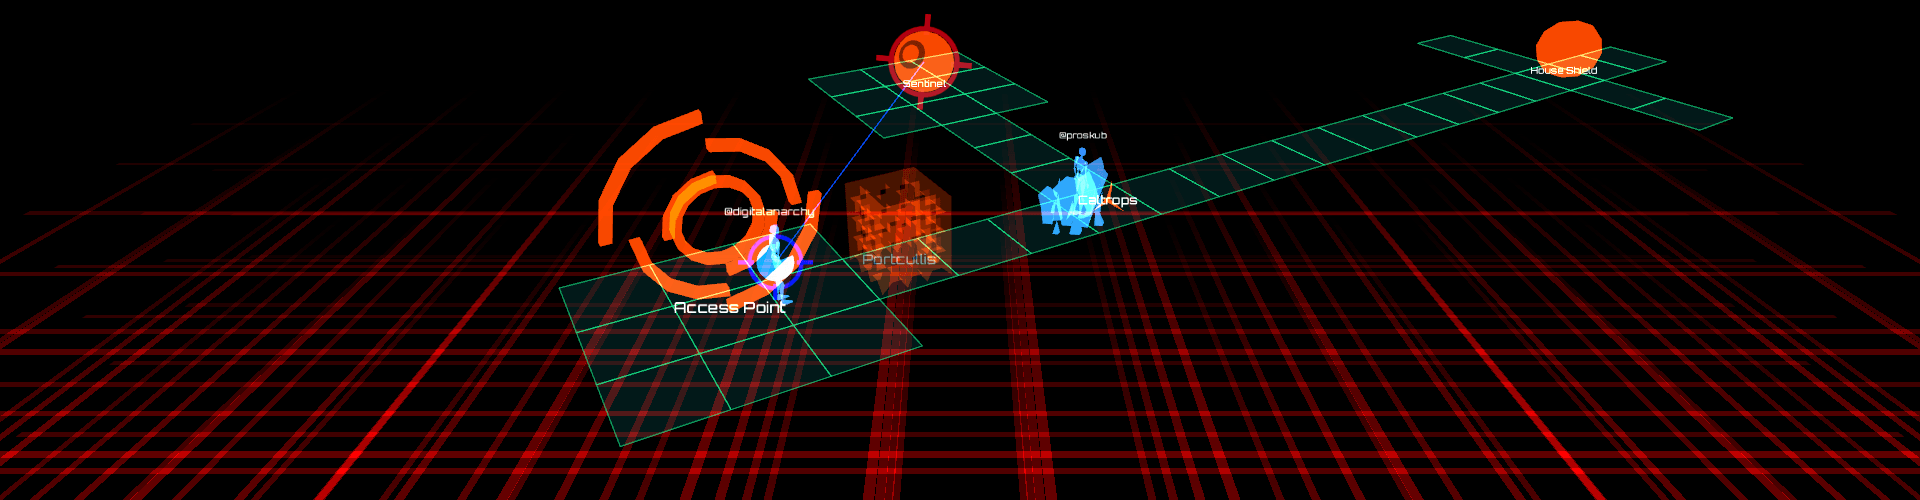 Sentinel
House Shield
@proskub
Caltrops
@digitalanarchy
Portcullis
Access Point